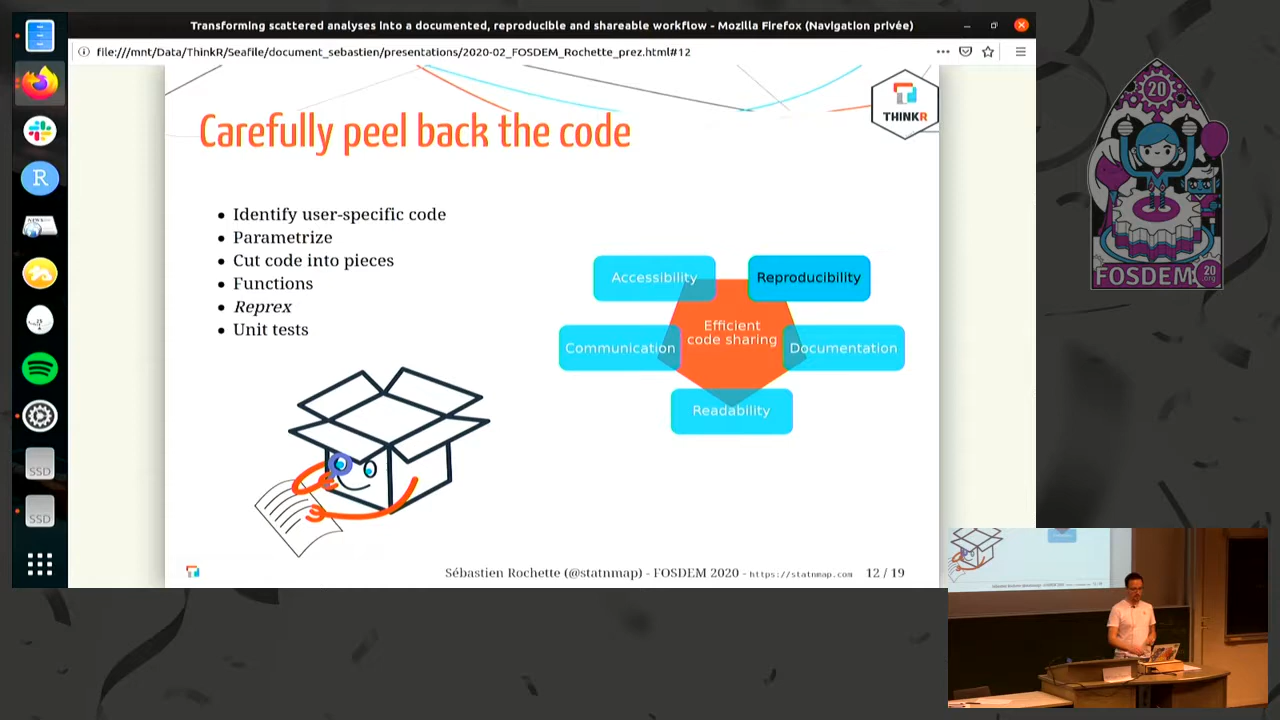 Transforming scattered analyses into a documented, reproducible and shareable workflow - Mozilla Firefox (Navigation privée)
file:///mnt/Data/ThinkR/Seafile/document_sebastien/presentations/2020-02_FOSDEM_Rochette_prez.html#12
THINKR
Carefully peel back the code
Identify user-specific code
Parametrize
Cut code into pieces
Functions
Reprex
Unit tests
Accessibility
Reproducibility
Efficient
code sharing
Communication
Documentation
Readability
Sébastien Rochette (@statnmap) - FOSDEM 2020 - https://statnmap.com
12 / 19
R
SSD
SSD
20
FOSDEM
20
.org